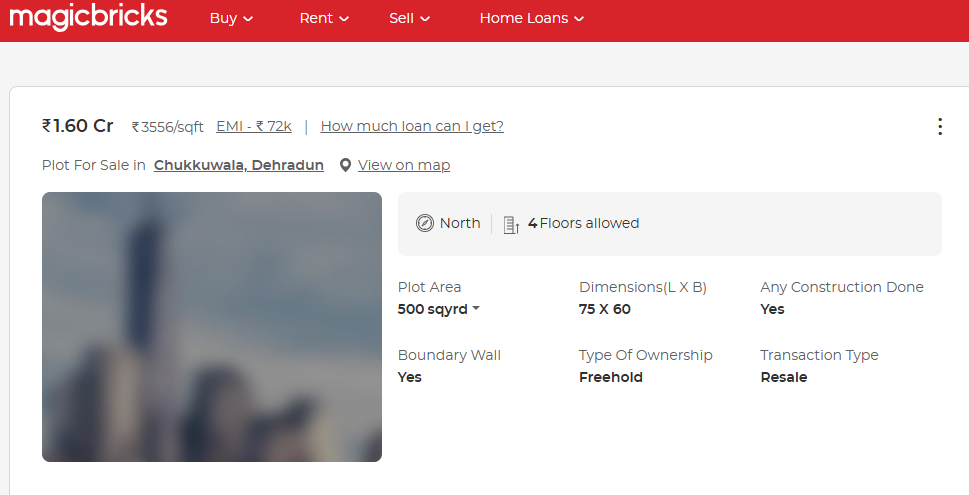 magicbricks Buy Rent Sell Home Loans
₹1.60 Cr ₹3556/sqft EMI - ₹ 72k | How much loan can I get?
Plot For Sale in Chukkuwala, Dehradun View on map
North 4 Floors allowed
Plot Area Dimensions(L X B) Any Construction Done
500 sqyrd 75 X 60 Yes
Boundary Wall Type Of Ownership Transaction Type
Yes Freehold Resale